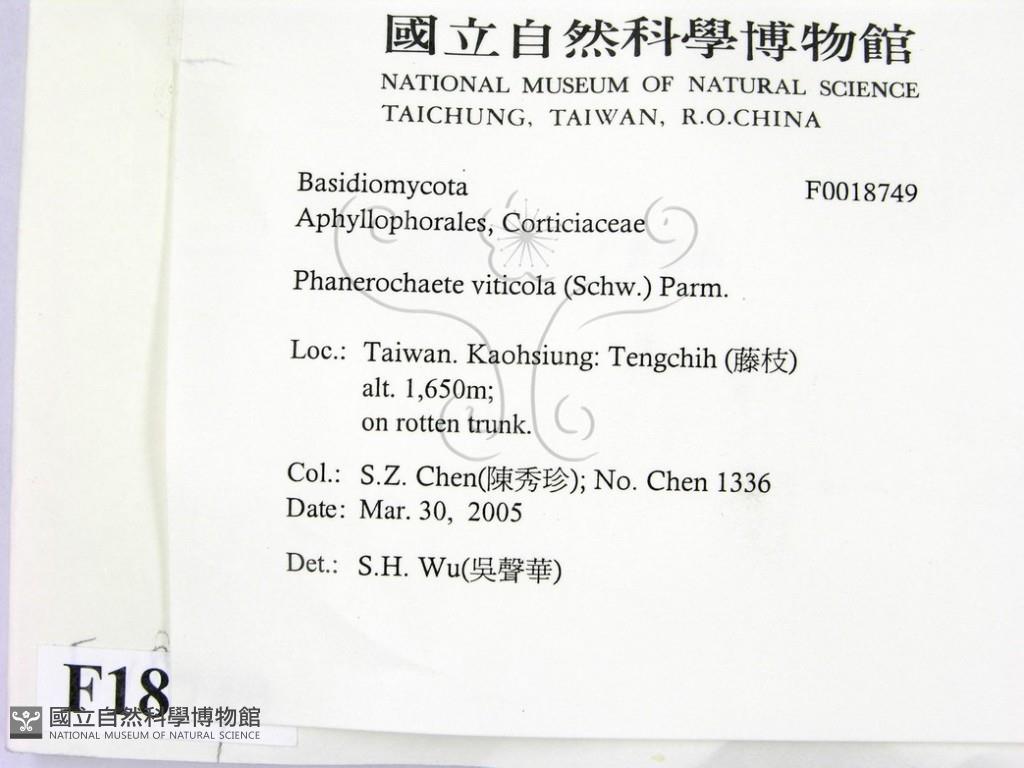 國立自然科學博物館
NATIONAL MUSEUM OF NATURAL SCIENCE
TAICHUNG, TAIWAN, R.O.CHINA
Basidiomycota F0018749
Aphyllophorales, Corticiaceae
Phanerochaete viticola (Schw.) Parm.
Loc.: Taiwan. Kaohsiung: Tengchih (藤枝)
alt. 1,650m;
on rotten trunk.
Col.: S.Z. Chen(陳秀珍); No. Chen 1336
Date: Mar. 30, 2005
Det.: S.H. Wu(吳聲華)
F18
國立自然科學博物館
NATIONAL MUSEUM OF NATURAL SCIENCE